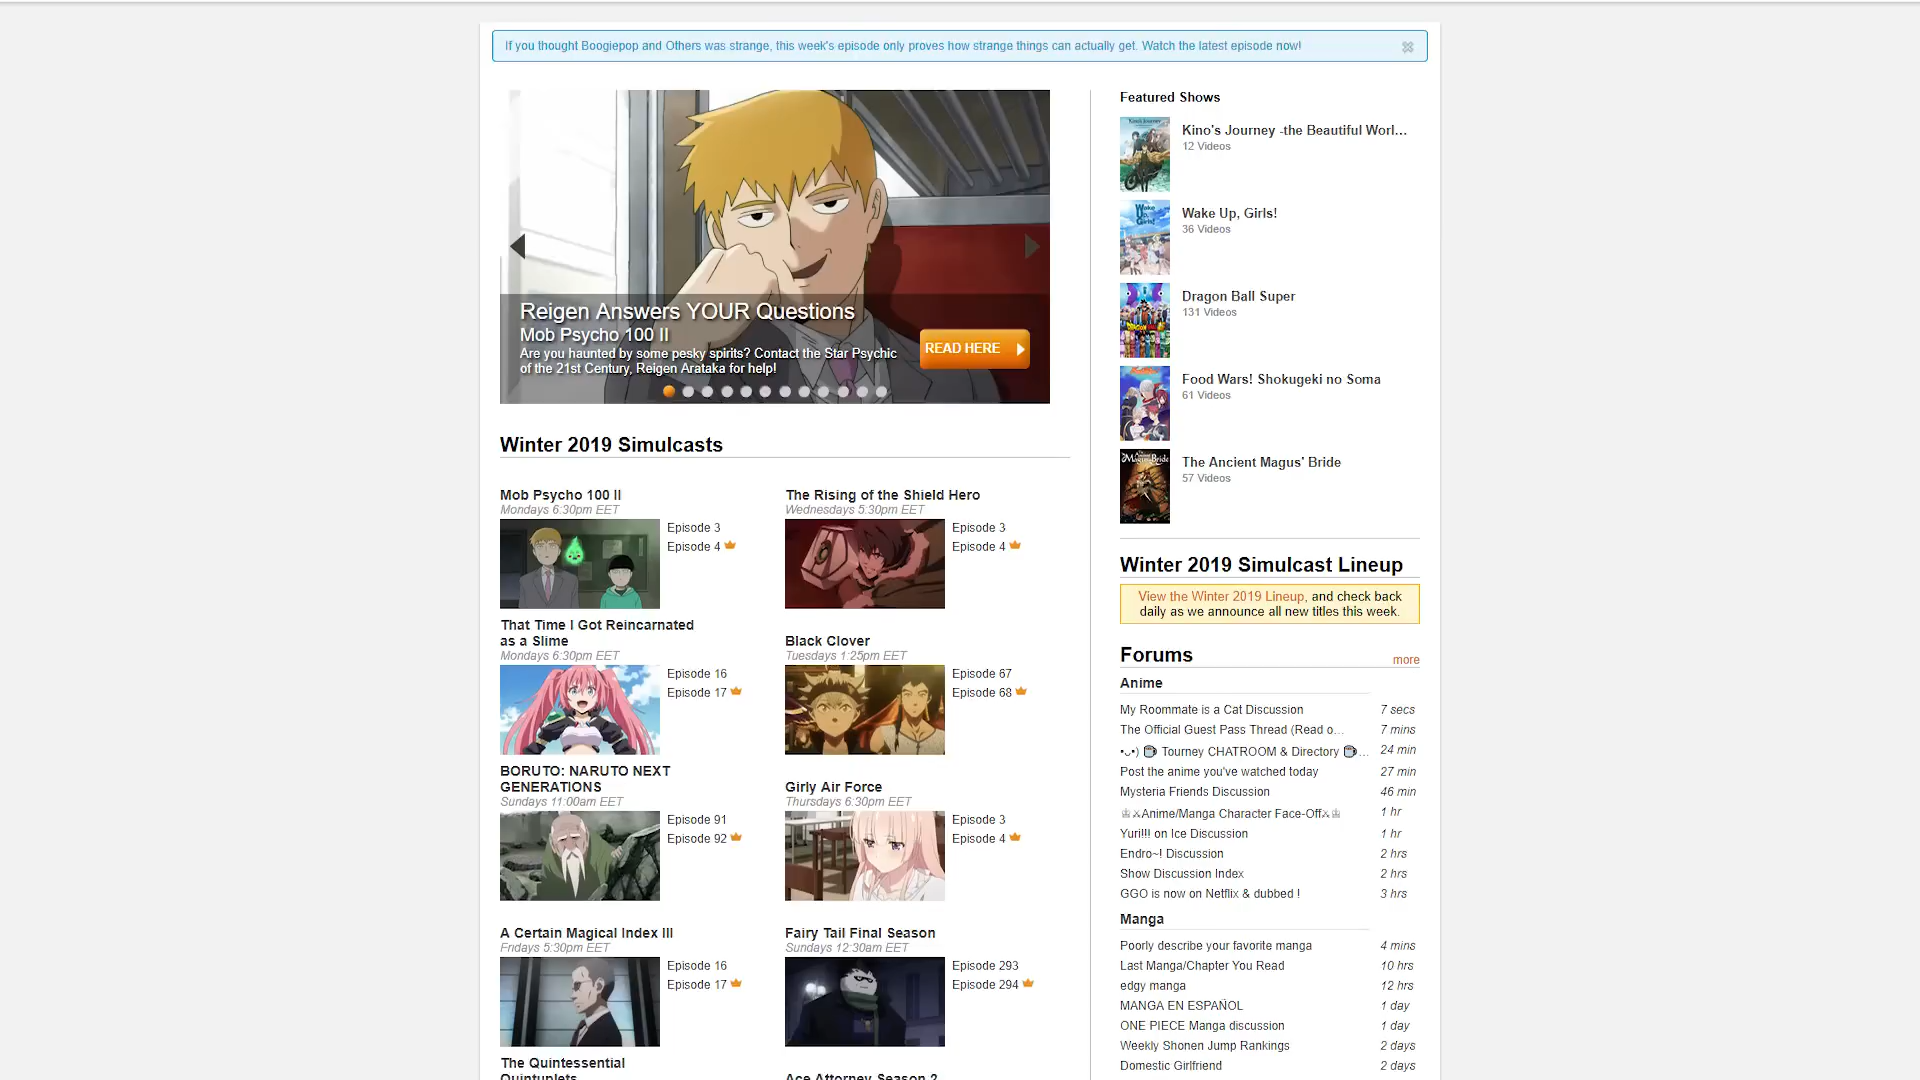 If you thought Boogiepop and Others was strange, this week's episode only proves how strange things can actually get. Watch the latest episode now!
Reigen Answers YOUR Questions
Mob Psycho 100 II
Are you haunted by some pesky spirits? Contact the Star Psychic
of the 21st Century, Reigen Arataka for help!
READ HERE
Winter 2019 Simulcasts
Mob Psycho 100 II
Mondays 6:30pm EET
Episode 3
Episode 4
The Rising of the Shield Hero
Wednesdays 5:30pm EET
Episode 3
Episode 4
That Time I Got Reincarnated
as a Slime
Mondays 6:30pm EET
Episode 16
Episode 17
Black Clover
Tuesdays 1:25pm EET
Episode 67
Episode 68
BORUTO: NARUTO NEXT
GENERATIONS
Sundays 11:00am EET
Episode 91
Episode 92
Girly Air Force
Thursdays 6:30pm EET
Episode 3
Episode 4
A Certain Magical Index III
Fridays 5:30pm EET
Episode 16
Episode 17
Fairy Tail Final Season
Sundays 12:30am EET
Episode 293
Episode 294
The Quintessential
Quintuplets
Ace Attorney Season 2
Featured Shows
Kino's Journey -the Beautiful Worl...
12 Videos
Wake Up, Girls!
36 Videos
Dragon Ball Super
131 Videos
Food Wars! Shokugeki no Soma
61 Videos
The Ancient Magus' Bride
57 Videos
Winter 2019 Simulcast Lineup
View the Winter 2019 Lineup, and check back
daily as we announce all new titles this week.
Forums
more
Anime
My Roommate is a Cat Discussion 7 secs
The Official Guest Pass Thread (Read o... 7 mins
•ᴗ•) ☕ Tourney CHATROOM & Directory ☕... 24 min
Post the anime you've watched today 27 min
Mysteria Friends Discussion 46 min
♔⚔Anime/Manga Character Face-Off⚔♔ 1 hr
Yuri!!! on Ice Discussion 1 hr
Endro~! Discussion 2 hrs
Show Discussion Index 2 hrs
GGO is now on Netflix & dubbed ! 3 hrs
Manga
Poorly describe your favorite manga 4 mins
Last Manga/Chapter You Read 10 hrs
edgy manga 12 hrs
MANGA EN ESPAÑOL 1 day
ONE PIECE Manga discussion 1 day
Weekly Shonen Jump Rankings 2 days
Domestic Girlfriend 2 days